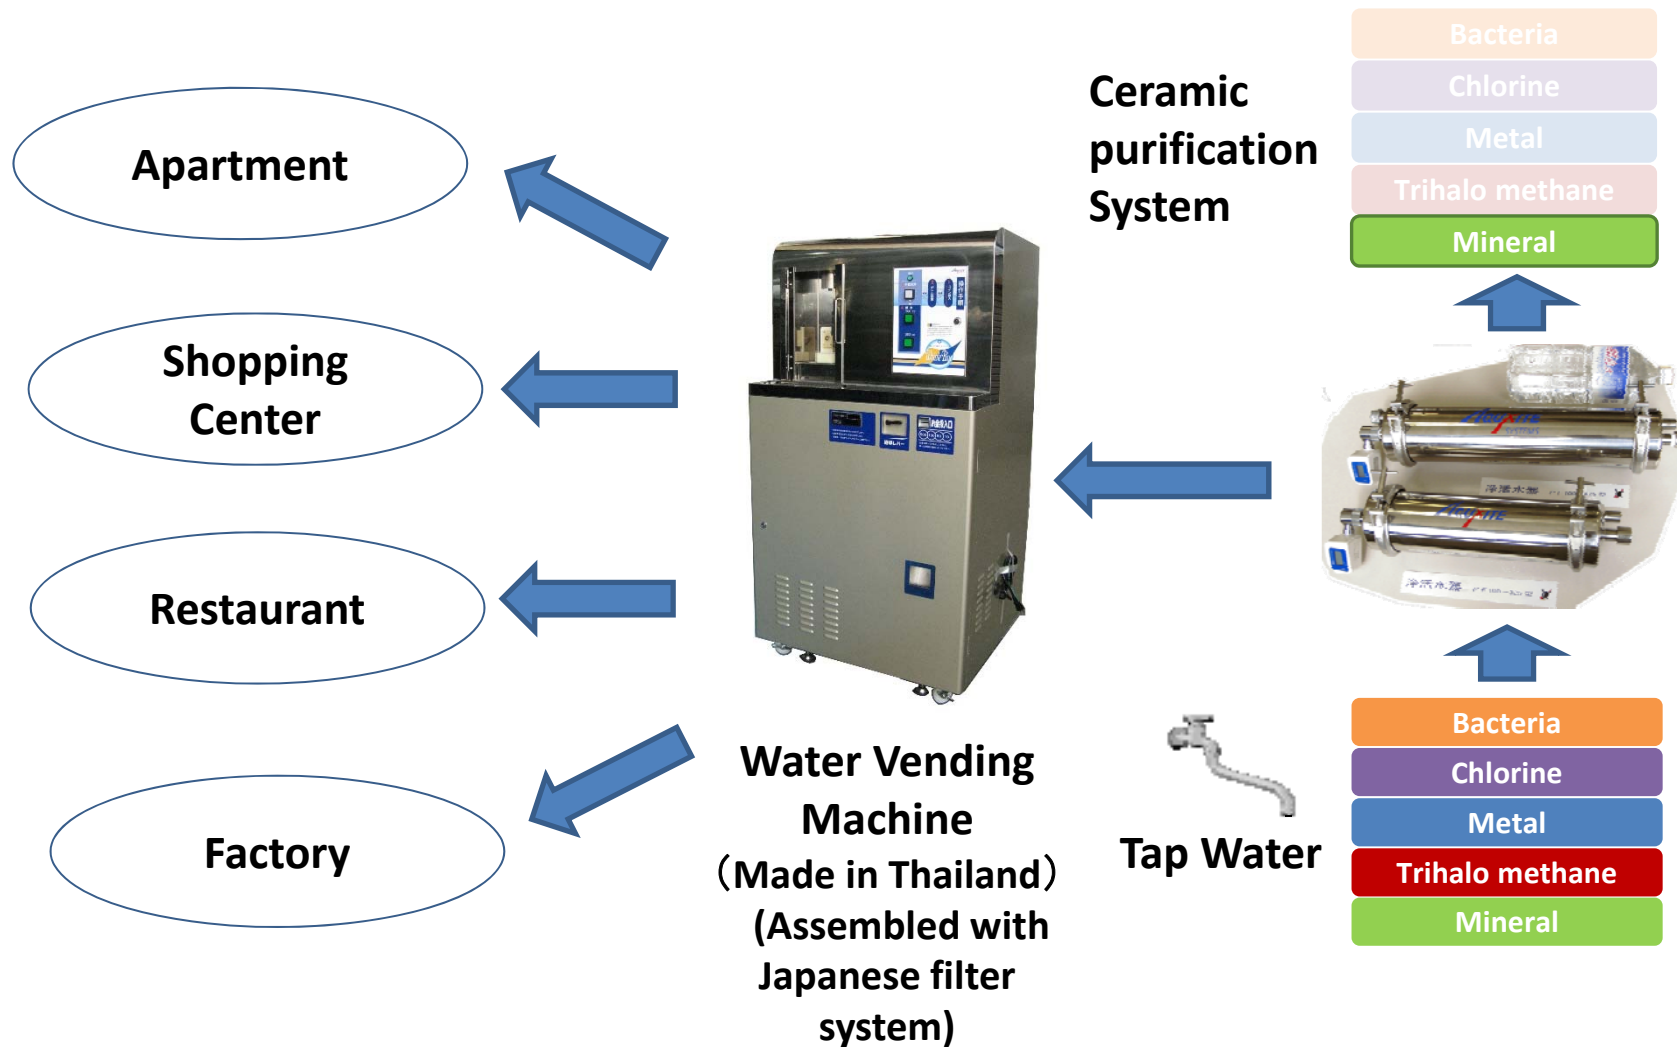 Bacteria
Chlorine
Metal
Trihalo methane
Mineral
Ceramic
purification
System
Apartment
Shopping
Center
Restaurant
Factory
Water Vending
Machine
（Made in Thailand）
(Assembled with
Japanese filter
system)
Tap Water
Bacteria
Chlorine
Metal
Trihalo methane
Mineral
SYSTEMS